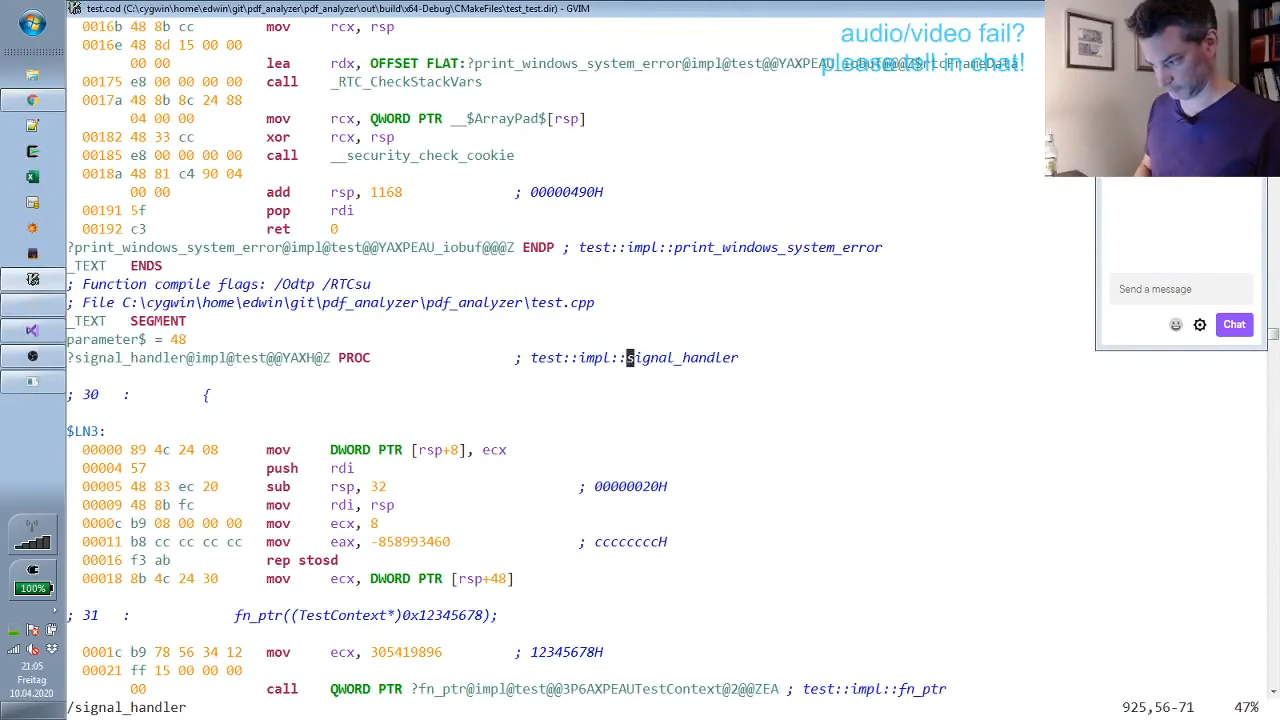 test.cod (C:\cygwin\home\edwin\git\pdf_analyzer\pdf_analyzer\out\build\x64-Debug\CMakeFiles\test_test.dir) - GVIM
0016b 48 8b cc mov rcx, rsp
0016e 48 8d 15 00 00
00 00 lea rdx, OFFSET FLAT:?print_windows_system_error@impl@test@@YAXPEAU_iobuf@@@Z$rtcFrameData
00175 e8 00 00 00 00 call _RTC_CheckStackVars
0017a 48 8b 8c 24 88
04 00 00 mov rcx, QWORD PTR __$ArrayPad$[rsp]
00182 48 33 cc xor rcx, rsp
00185 e8 00 00 00 00 call __security_check_cookie
0018a 48 81 c4 90 04
00 00 add rsp, 1168 ; 00000490H
00191 5f pop rdi
00192 c3 ret 0
?print_windows_system_error@impl@test@@YAXPEAU_iobuf@@@Z ENDP ; test::impl::print_windows_system_error
_TEXT ENDS
; Function compile flags: /Odtp /RTCsu
; File C:\cygwin\home\edwin\git\pdf_analyzer\pdf_analyzer\test.cpp
_TEXT SEGMENT
parameter$ = 48
?signal_handler@impl@test@@YAXH@Z PROC ; test::impl::signal_handler
; 30 : {
$LN3:
00000 89 4c 24 08 mov DWORD PTR [rsp+8], ecx
00004 57 push rdi
00005 48 83 ec 20 sub rsp, 32 ; 00000020H
00009 48 8b fc mov rdi, rsp
0000c b9 08 00 00 00 mov ecx, 8
00011 b8 cc cc cc cc mov eax, -858993460 ; ccccccccH
00016 f3 ab rep stosd
00018 8b 4c 24 30 mov ecx, DWORD PTR [rsp+48]
; 31 : fn_ptr((TestContext*)0x12345678);
0001c b9 78 56 34 12 mov ecx, 305419896 ; 12345678H
00021 ff 15 00 00 00
00 call QWORD PTR ?fn_ptr@impl@test@@3P6AXPEAUTestContext@2@@ZEA ; test::impl::fn_ptr
/signal_handler 925,56-71 47%
audio/video fail?
please tell in chat!
Send a message
Chat
100%
21:05
Freitag
10.04.2020